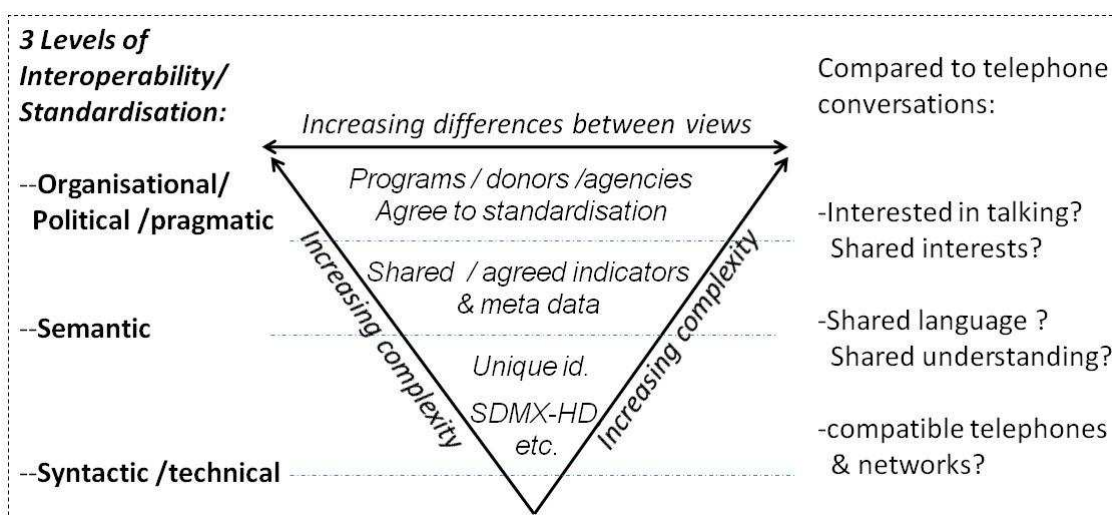 3 Levels of
Interoperability/
Standardisation:
--Organisational/
Political /pragmatic
--Semantic
--Syntactic /technical
Increasing differences between views
Programs / donors /agencies
Agree to standardisation
Shared / agreed indicators
& meta data
Unique id.
SDMX-HD
etc.
Increasing complexity
Increasing complexity
Compared to telephone
conversations:
-Interested in talking?
Shared interests?
-Shared language ?
Shared understanding?
-compatible telephones
& networks?